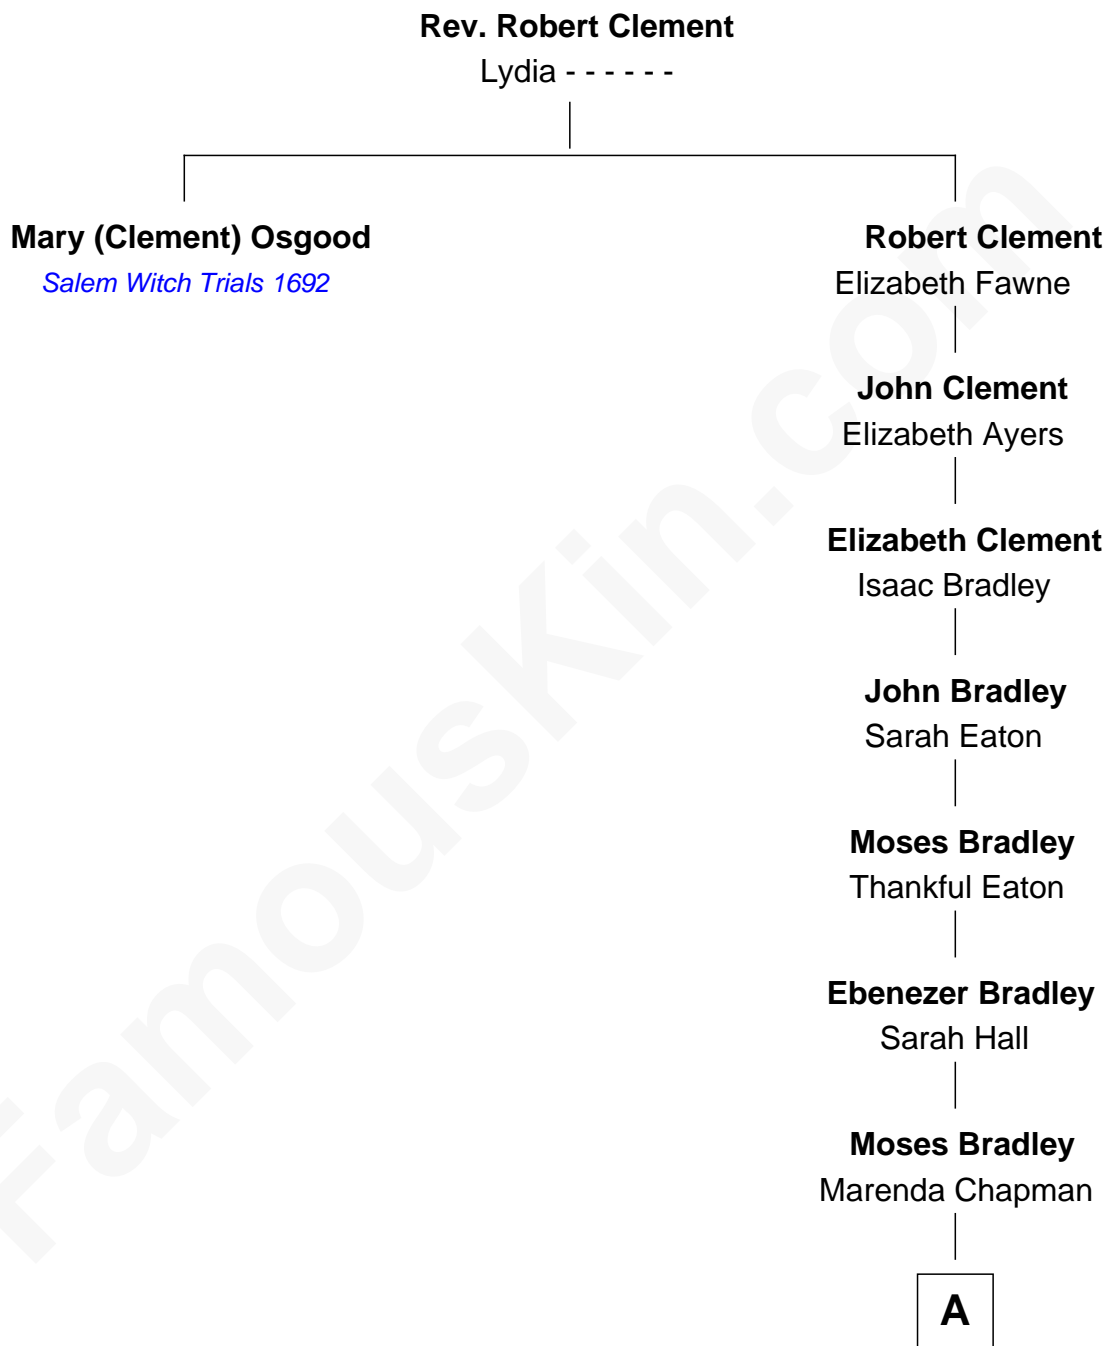 Rev. Robert Clement
Lydia - - - - - -
Mary (Clement) Osgood
Salem Witch Trials 1692
Robert Clement
Elizabeth Fawne
John Clement
Elizabeth Ayers
Elizabeth Clement
Isaac Bradley
John Bradley
Sarah Eaton
Moses Bradley
Thankful Eaton
Ebenezer Bradley
Sarah Hall
Moses Bradley
Marenda Chapman
A
FamousKin.com